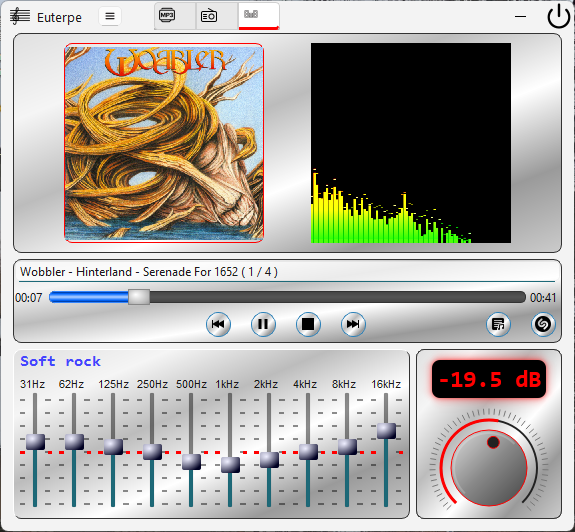 Euterpe
MP3
WOBBLER
Wobbler - Hinterland - Serenade For 1652 ( 1 / 4 )
00:07
00:41
Soft rock
31Hz 62Hz 125Hz 250Hz 500Hz 1kHz 2kHz 4kHz 8kHz 16kHz
-19.5 dB